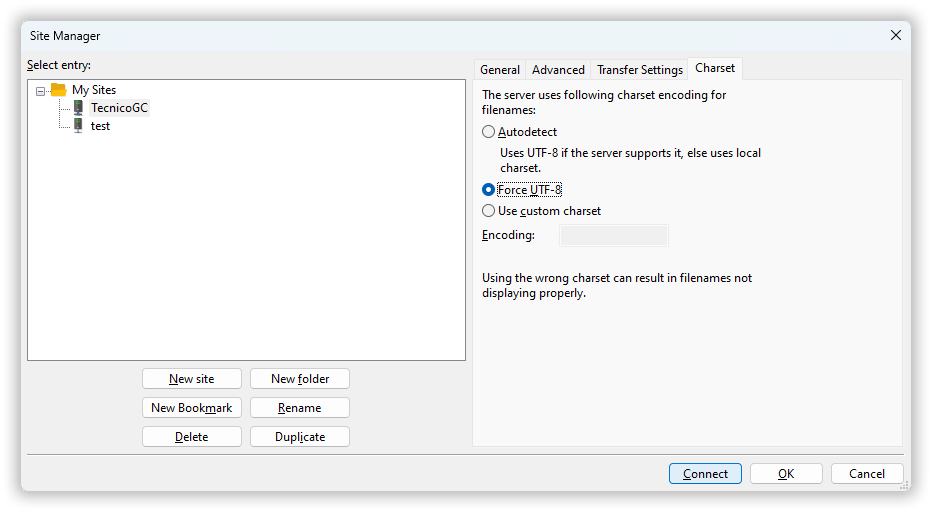 Site Manager
Select entry:
My Sites
TecnicoGC
test
New site
New folder
New Bookmark
Rename
Delete
Duplicate
General
Advanced
Transfer Settings
Charset
The server uses following charset encoding for
filenames:
Autodetect
Uses UTF-8 if the server supports it, else uses local
charset.
Force UTF-8
Use custom charset
Encoding:
Using the wrong charset can result in filenames not
displaying properly.
Connect
OK
Cancel